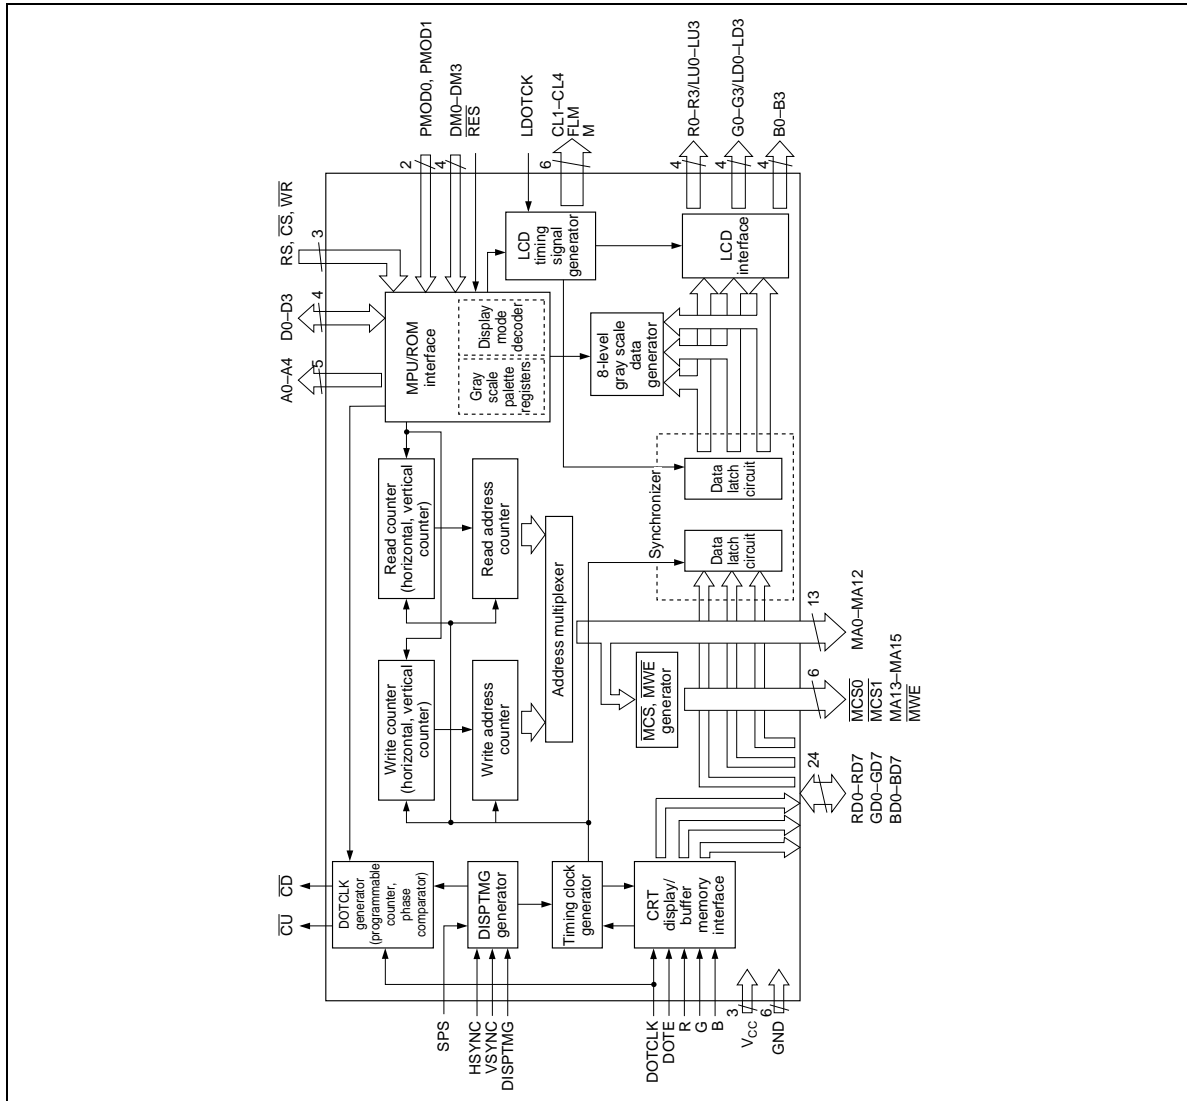 RS, CS, WR
3
D0–D3
4
A0–A4
5
PMOD0, PMOD1
2
DM0–DM3
4
RES
LDOTCK
CL1–CL4
FLM
M
6
R0–R3/LU0–LU3
4
G0–G3/LD0–LD3
4
B0–B3
4
MPU/ROM
interface
Display
mode
decoder
Gray
scale
palette
registers
LCD
timing
signal
generator
LCD
interface
8-level
gray scale
data
generator
Read counter
(horizontal, vertical
counter)
Read address
counter
Write counter
(horizontal, vertical
counter)
Write address
counter
Address multiplexer
Synchronizer
Data
latch
circuit
Data
latch
circuit
MCS, MWE
generator
13
MA0–MA12
6
MCS0
MCS1
MA13–MA15
MWE
24
RD0–RD7
GD0–GD7
BD0–BD7
CD
CU
DOTCLK
generator
(programmable
counter,
phase
comparator)
DISPTMG
generator
Timing clock
generator
CRT
display/
buffer
memory
interface
SPS
HSYNC
VSYNC
DISPTMG
DOTCLK
DOTE
R
G
B
3
VCC
6
GND